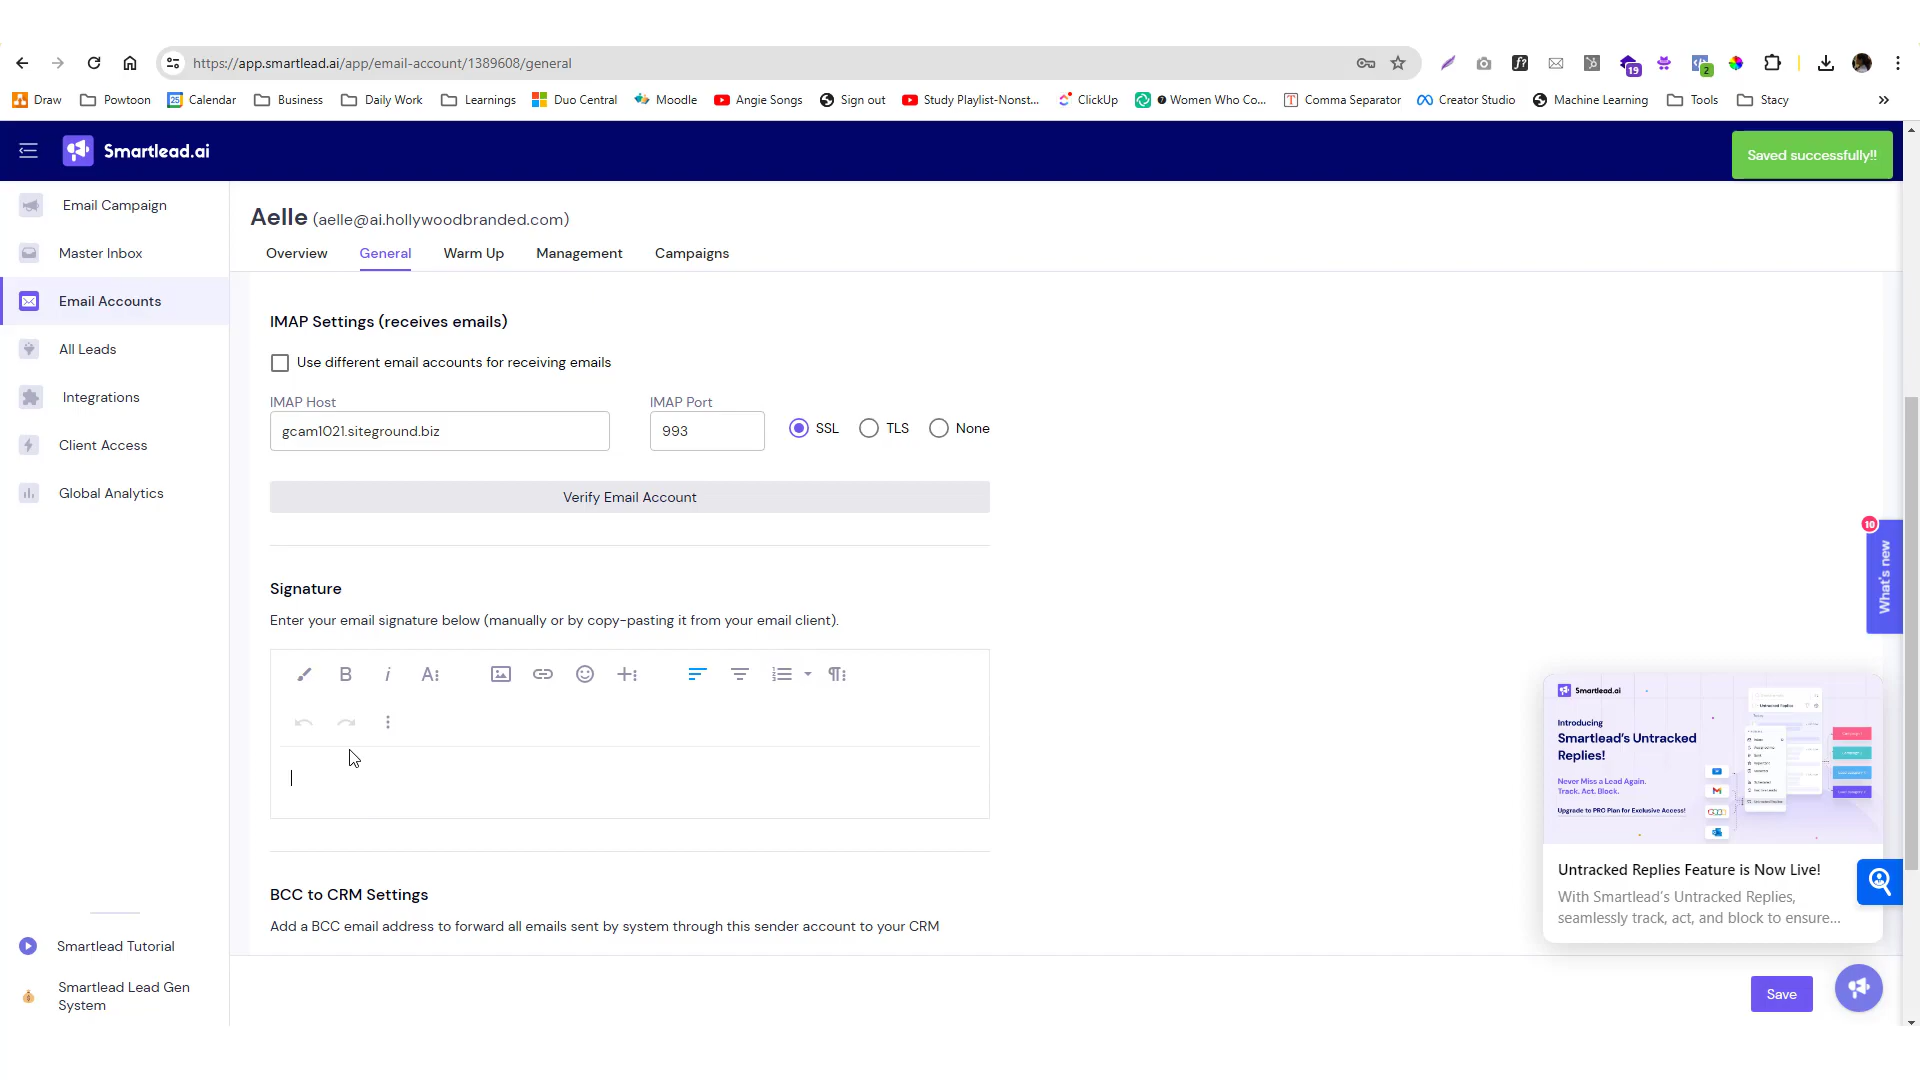 https://app.smartlead.ai/app/email-account/1389608/general
19
2
Draw
Powtoon
25
Calendar
Business
Daily Work
Learnings
Duo Central
Moodle
Angie Songs
Sign out
Study Playlist-Nonst...
ClickUp
Women Who Co...
Comma Separator
Creator Studio
Machine Learning
Tools
Stacy
Smartlead.ai
Saved successfully!!
Email Campaign
Master Inbox
Email Accounts
All Leads
Integrations
Client Access
Global Analytics
Smartlead Tutorial
Smartlead Lead Gen
System
Aelle (aelle@ai.hollywoodbranded.com)
Overview
General
Warm Up
Management
Campaigns
IMAP Settings (receives emails)
Use different email accounts for receiving emails
IMAP Host
IMAP Port
gcam1021.siteground.biz
993
SSL
TLS
None
Verify Email Account
Signature
Enter your email signature below (manually or by copy-pasting it from your email client).
BCC to CRM Settings
Add a BCC email address to forward all emails sent by system through this sender account to your CRM
10
What's new
Smartlead.ai
Introducing
Smartlead's Untracked
Replies!
Never Miss a Lead Again.
Track. Act. Block.
Upgrade to PRO Plan for Exclusive Access!
Untracked Replies Feature is Now Live!
With Smartlead's Untracked Replies,
seamlessly track, act, and block to ensure...
Save